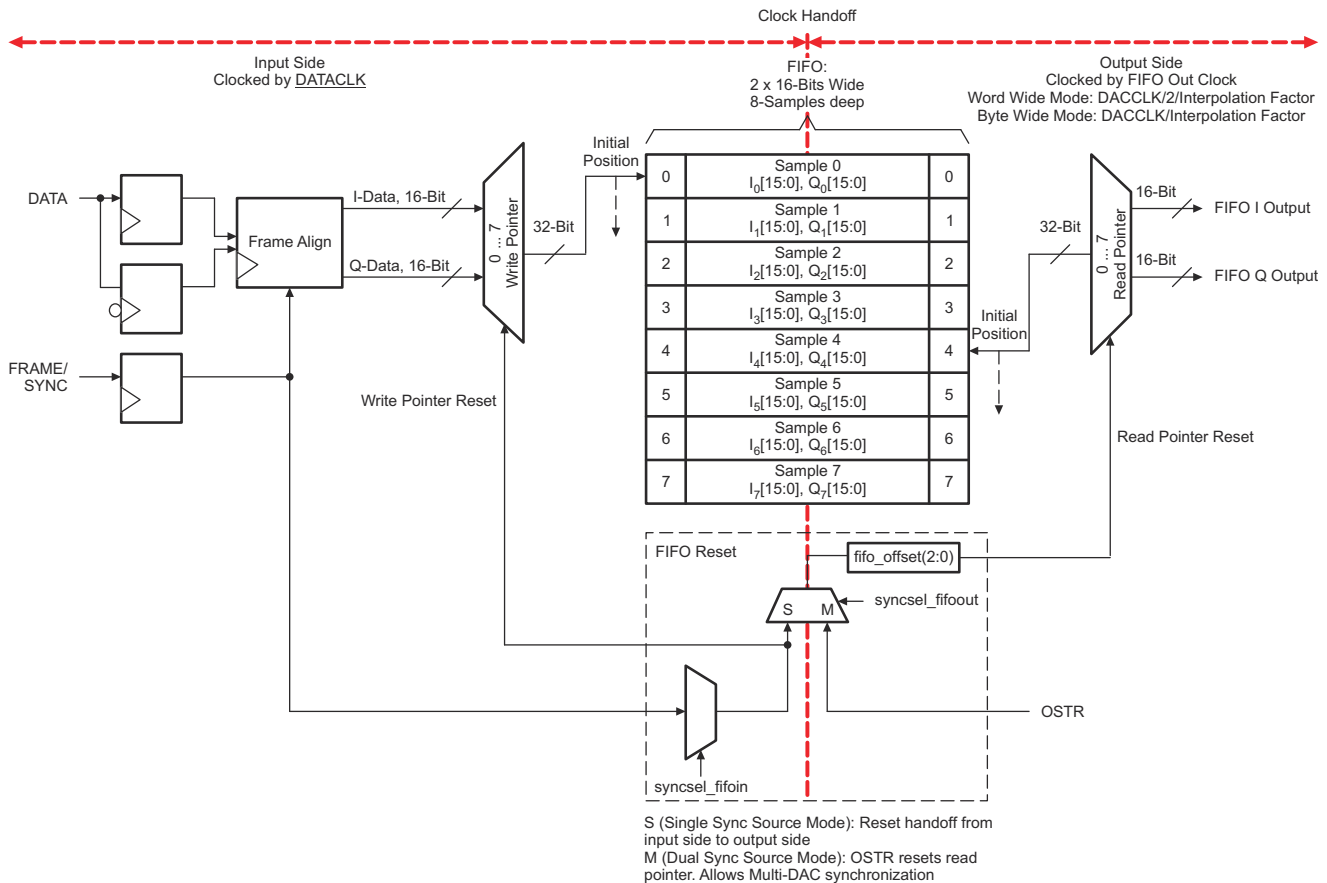 Clock Handoff
Input Side
Clocked by DATACLK
FIFO:
2 x 16-Bits Wide
8-Samples deep
Output Side
Clocked by FIFO Out Clock
Word Wide Mode: DACCLK/2/Interpolation Factor
Byte Wide Mode: DACCLK/Interpolation Factor
DATA
FRAME/
SYNC
Frame Align
I-Data, 16-Bit
Q-Data, 16-Bit
0 ... 7
Write Pointer
32-Bit
Initial
Position
0 Sample 0 0
I0[15:0], Q0[15:0]
1 Sample 1 1
I1[15:0], Q1[15:0]
2 Sample 2 2
I2[15:0], Q2[15:0]
3 Sample 3 3
I3[15:0], Q3[15:0]
4 Sample 4 4
I4[15:0], Q4[15:0]
5 Sample 5 5
I5[15:0], Q5[15:0]
6 Sample 6 6
I6[15:0], Q6[15:0]
7 Sample 7 7
I7[15:0], Q7[15:0]
Initial
Position
32-Bit
0 ... 7
Read Pointer
16-Bit
FIFO I Output
16-Bit
FIFO Q Output
Write Pointer Reset
Read Pointer Reset
FIFO Reset
fifo_offset(2:0)
S M
syncsel_fifoout
OSTR
syncsel_fifoin
S (Single Sync Source Mode): Reset handoff from
input side to output side
M (Dual Sync Source Mode): OSTR resets read
pointer. Allows Multi-DAC synchronization